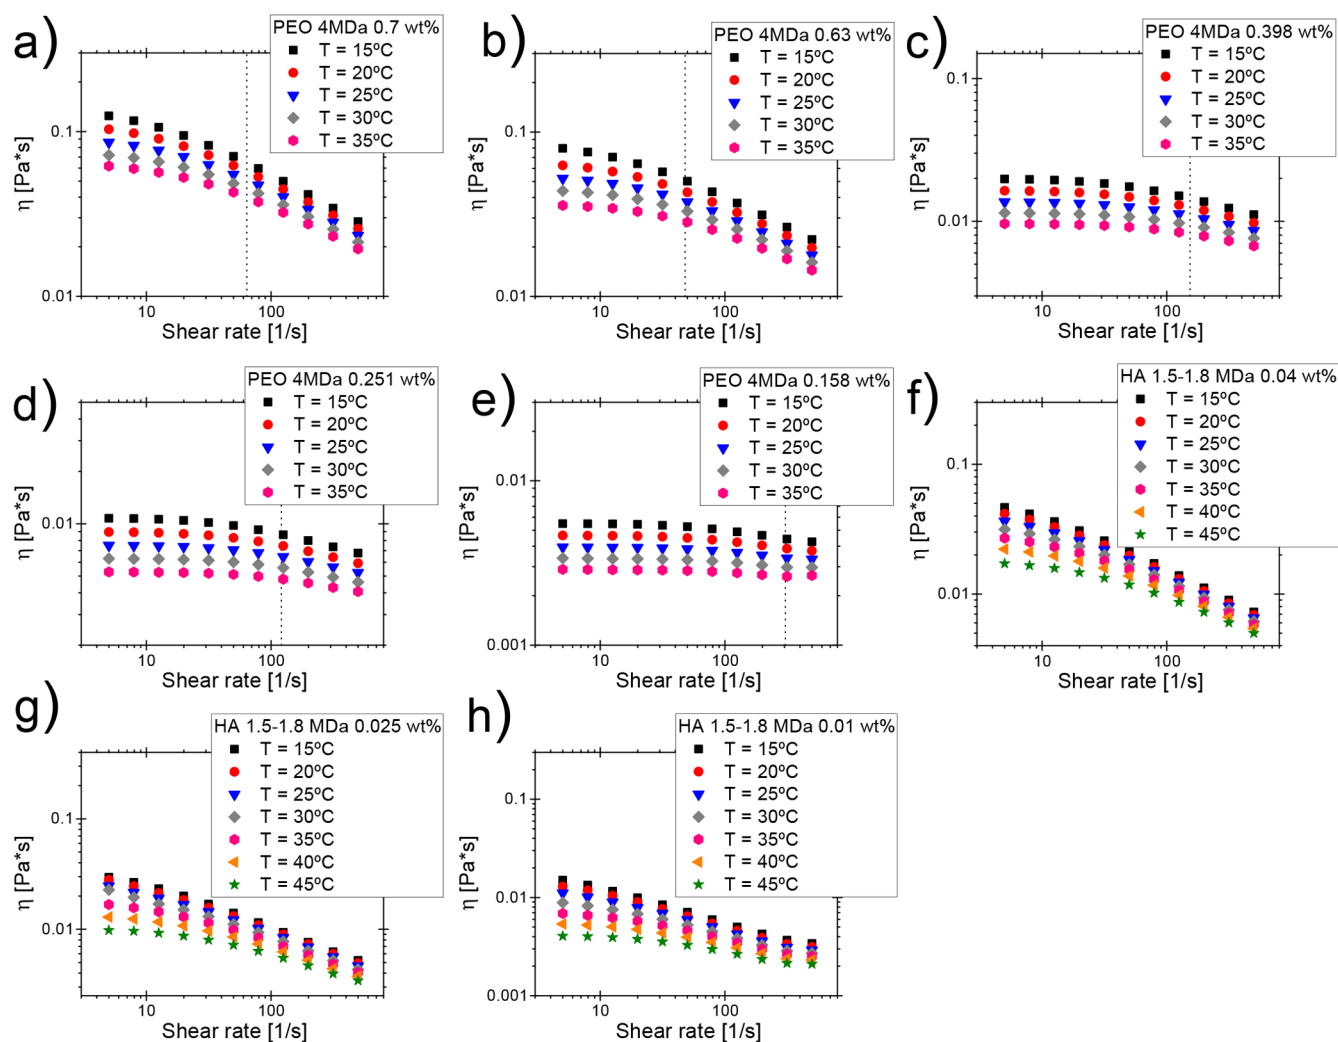 a)
PEO 4MDa 0.7 wt%
T = 15ºC
T = 20ºC
T = 25ºC
T = 30ºC
T = 35ºC
0.1
0.01
η [Pa*s]
10
100
Shear rate [1/s]
b)
PEO 4MDa 0.63 wt%
T = 15ºC
T = 20ºC
T = 25ºC
T = 30ºC
T = 35ºC
0.1
0.01
η [Pa*s]
10
100
Shear rate [1/s]
c)
PEO 4MDa 0.398 wt%
T = 15ºC
T = 20ºC
T = 25ºC
T = 30ºC
T = 35ºC
0.1
0.01
η [Pa*s]
10
100
Shear rate [1/s]
d)
PEO 4MDa 0.251 wt%
T = 15ºC
T = 20ºC
T = 25ºC
T = 30ºC
T = 35ºC
0.01
η [Pa*s]
10
100
Shear rate [1/s]
e)
PEO 4MDa 0.158 wt%
T = 15ºC
T = 20ºC
T = 25ºC
T = 30ºC
T = 35ºC
0.01
0.001
η [Pa*s]
10
100
Shear rate [1/s]
f)
HA 1.5-1.8 MDa 0.04 wt%
T = 15ºC
T = 20ºC
T = 25ºC
T = 30ºC
T = 35ºC
T = 40ºC
T = 45ºC
0.1
0.01
η [Pa*s]
10
100
Shear rate [1/s]
g)
HA 1.5-1.8 MDa 0.025 wt%
T = 15ºC
T = 20ºC
T = 25ºC
T = 30ºC
T = 35ºC
T = 40ºC
T = 45ºC
0.1
0.01
η [Pa*s]
10
100
Shear rate [1/s]
h)
HA 1.5-1.8 MDa 0.01 wt%
T = 15ºC
T = 20ºC
T = 25ºC
T = 30ºC
T = 35ºC
T = 40ºC
T = 45ºC
0.1
0.01
0.001
η [Pa*s]
10
100
Shear rate [1/s]